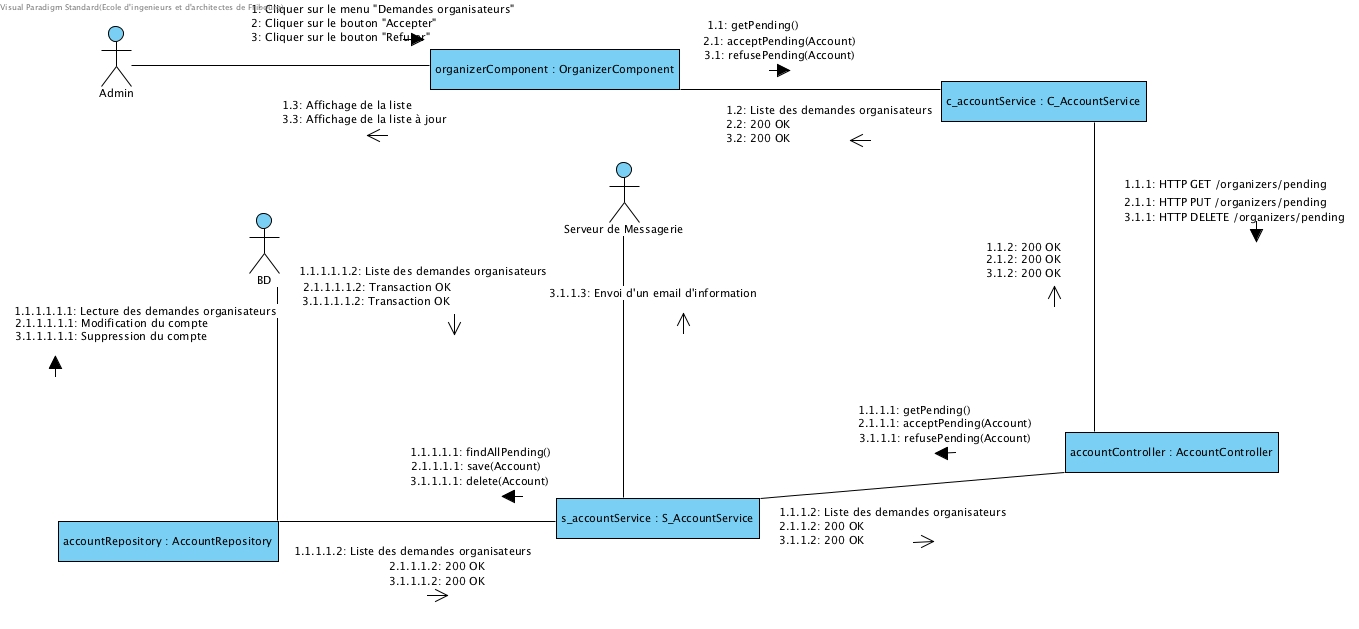 Visual Paradigm Standard(Ecole d'ingenieurs et d'architectes de Fribourg)
1: Cliquer sur le menu "Demandes organisateurs"
2: Cliquer sur le bouton "Accepter"
3: Cliquer sur le bouton "Refuser"
Admin
organizerComponent : OrganizerComponent
1.1: getPending()
2.1: acceptPending(Account)
3.1: refusePending(Account)
c_accountService : C_AccountService
1.3: Affichage de la liste
3.3: Affichage de la liste à jour
1.2: Liste des demandes organisateurs
2.2: 200 OK
3.2: 200 OK
1.1.1: HTTP GET /organizers/pending
2.1.1: HTTP PUT /organizers/pending
3.1.1: HTTP DELETE /organizers/pending
Serveur de Messagerie
1.1.2: 200 OK
2.1.2: 200 OK
3.1.2: 200 OK
BD
1.1.1.1.1.2: Liste des demandes organisateurs
2.1.1.1.1.2: Transaction OK
3.1.1.1.1.2: Transaction OK
3.1.1.3: Envoi d'un email d'information
1.1.1.1.1.1: Lecture des demandes organisateurs
2.1.1.1.1.1: Modification du compte
3.1.1.1.1.1: Suppression du compte
1.1.1.1: getPending()
2.1.1.1: acceptPending(Account)
3.1.1.1: refusePending(Account)
accountController : AccountController
1.1.1.1.1: findAllPending()
2.1.1.1.1: save(Account)
3.1.1.1.1: delete(Account)
s_accountService : S_AccountService
1.1.1.2: Liste des demandes organisateurs
2.1.1.2: 200 OK
3.1.1.2: 200 OK
accountRepository : AccountRepository
1.1.1.1.2: Liste des demandes organisateurs
2.1.1.1.2: 200 OK
3.1.1.1.2: 200 OK